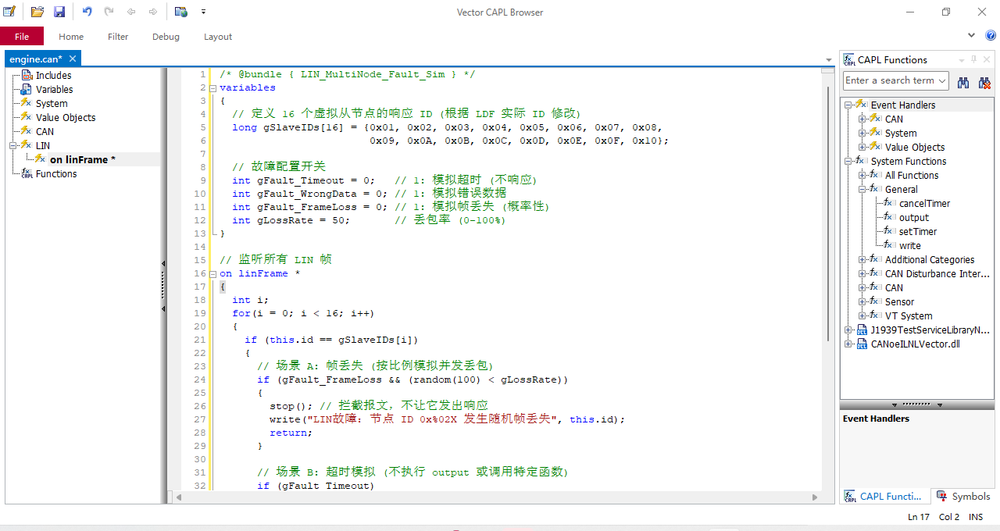 Vector CAPL Browser
File
Home
Filter
Debug
Layout
engine.can*
Includes
Variables
System
Value Objects
CAN
LIN
on linFrame *
Functions
1 /* @bundle { LIN_MultiNode_Fault_Sim } */
2 variables
3 {
4 // 定义 16 个虚拟从节点的响应 ID (根据 LDF 实际 ID 修改)
5 long gSlaveIDs[16] = {0x01, 0x02, 0x03, 0x04, 0x05, 0x06, 0x07, 0x08,
6 0x09, 0x0A, 0x0B, 0x0C, 0x0D, 0x0E, 0x0F, 0x10};
7
8 // 故障配置开关
9 int gFault_Timeout = 0; // 1: 模拟超时 (不响应)
10 int gFault_WrongData = 0; // 1: 模拟错误数据
11 int gFault_FrameLoss = 0; // 1: 模拟帧丢失 (概率性)
12 int gLossRate = 50; // 丢包率 (0-100%)
13 }
14
15 // 监听所有 LIN 帧
16 on linFrame *
17 {
18 int i;
19 for(i = 0; i < 16; i++)
20 {
21 if (this.id == gSlaveIDs[i])
22 {
23 // 场景 A: 帧丢失 (按比例模拟并发丢包)
24 if (gFault_FrameLoss && (random(100) < gLossRate))
25 {
26 stop(); // 拦截报文，不让它发出响应
27 write("LIN故障: 节点 ID 0x%02X 发生随机帧丢失", this.id);
28 return;
29 }
30
31 // 场景 B: 超时模拟 (不执行 output 或调用特定函数)
32 if (gFault_Timeout)
CAPL Functions
Enter a search term
Event Handlers
CAN
System
Value Objects
System Functions
All Functions
General
cancelTimer
output
setTimer
write
Additional Categories
CAN Disturbance Inter...
CAN
Sensor
VT System
J1939TestServiceLibraryN...
CANoeILNLVector.dll
Event Handlers
CAPL Functi...
Symbols
Ln 17 Col 2 INS